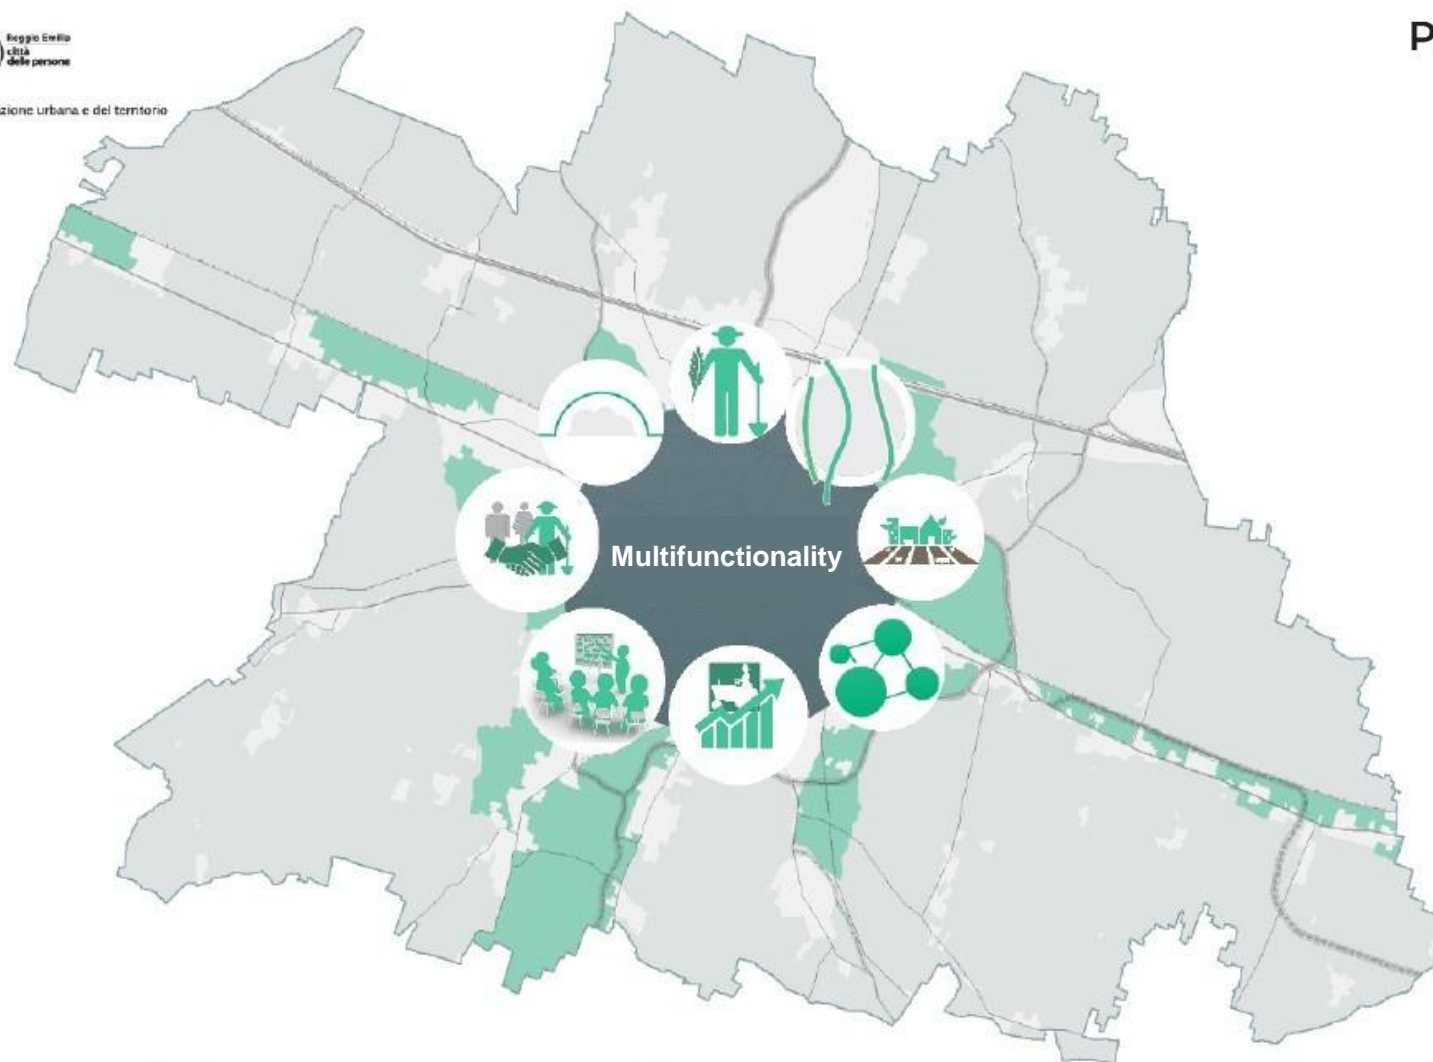 Reggio Emilia
città
delle persone
zione urbana e del territorio
P
Multifunctionality